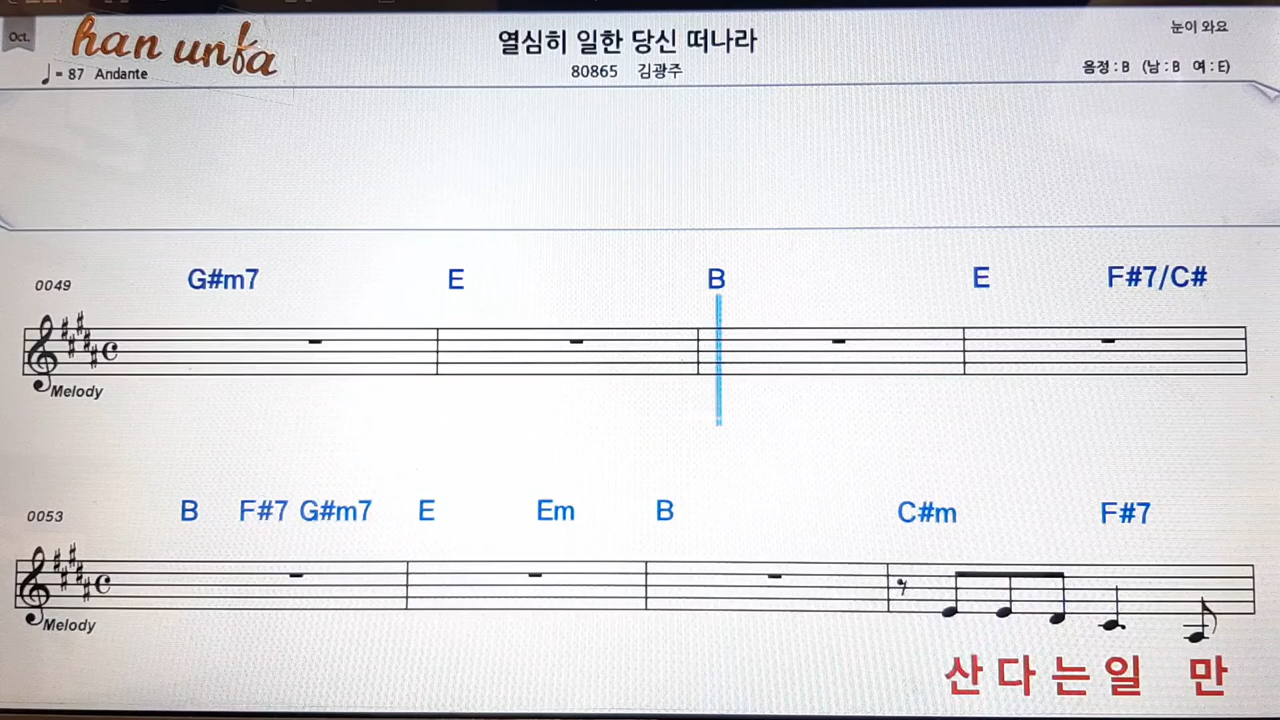 Oct.
han unfa
열심히 일한 당신 떠나라
눈이 와요
♩= 87 Andante
80865 김광주
음정 : B (남 : B 여 : E)
0049 G#m7 E B E F#7/C#
Melody
0053 B F#7 G#m7 E Em B C#m F#7
Melody
산 다 는 일 만